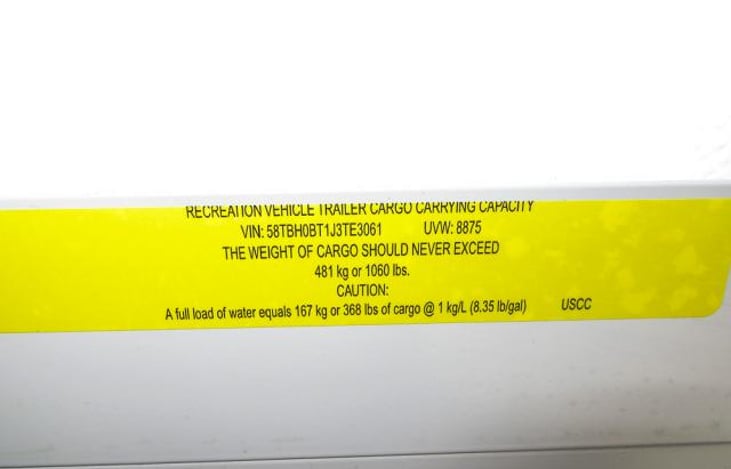 RECREATION VEHICLE TRAILER CARGO CARRYING CAPACITY
VIN: 58TBH0BT1J3TE3061 UVW: 8875
THE WEIGHT OF CARGO SHOULD NEVER EXCEED
481 kg or 1060 lbs.
CAUTION:
A full load of water equals 167 kg or 368 lbs of cargo @ 1 kg/L (8.35 lb/gal) USCC